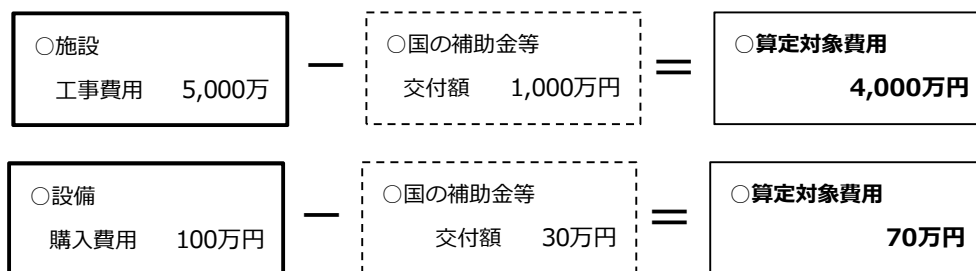 ○施設
工事費用 5,000万
－
○国の補助金等
交付額 1,000万円
＝
○算定対象費用
4,000万円
○設備
購入費用 100万円
－
○国の補助金等
交付額 30万円
＝
○算定対象費用
70万円